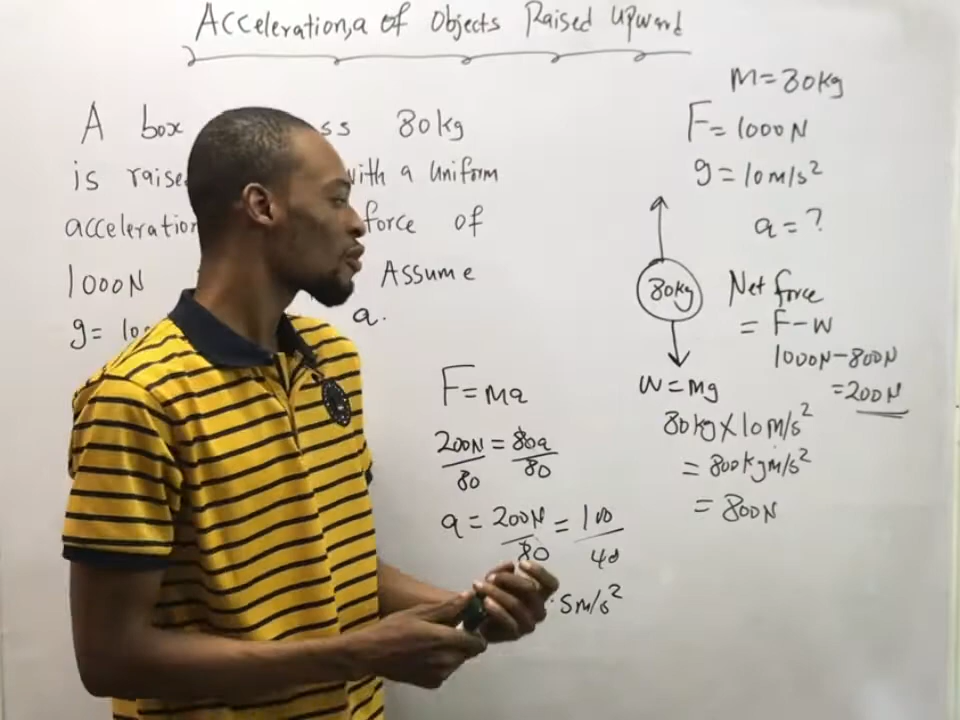 Acceleration,a of Objects Raised Upward
A box ss 80kg
is raise with a Uniform
acceleration force of
1000N Assume
g= 10 a.
M=80kg
F=1000N
g=10m/s²
a=?
80kg
Net force
= F-W
1000N-800N
=200N
W=mg
80kg×10m/s²
=800kgm/s²
=800N
F=ma
200N = 80a
80 80
a = 200N = 100
80 40
.5m/s²